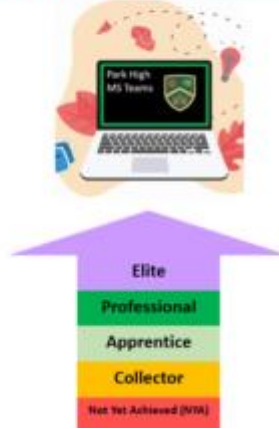 Park High
MS Teams
Elite
Professional
Apprentice
Collector
Not Yet Achieved (NYA)